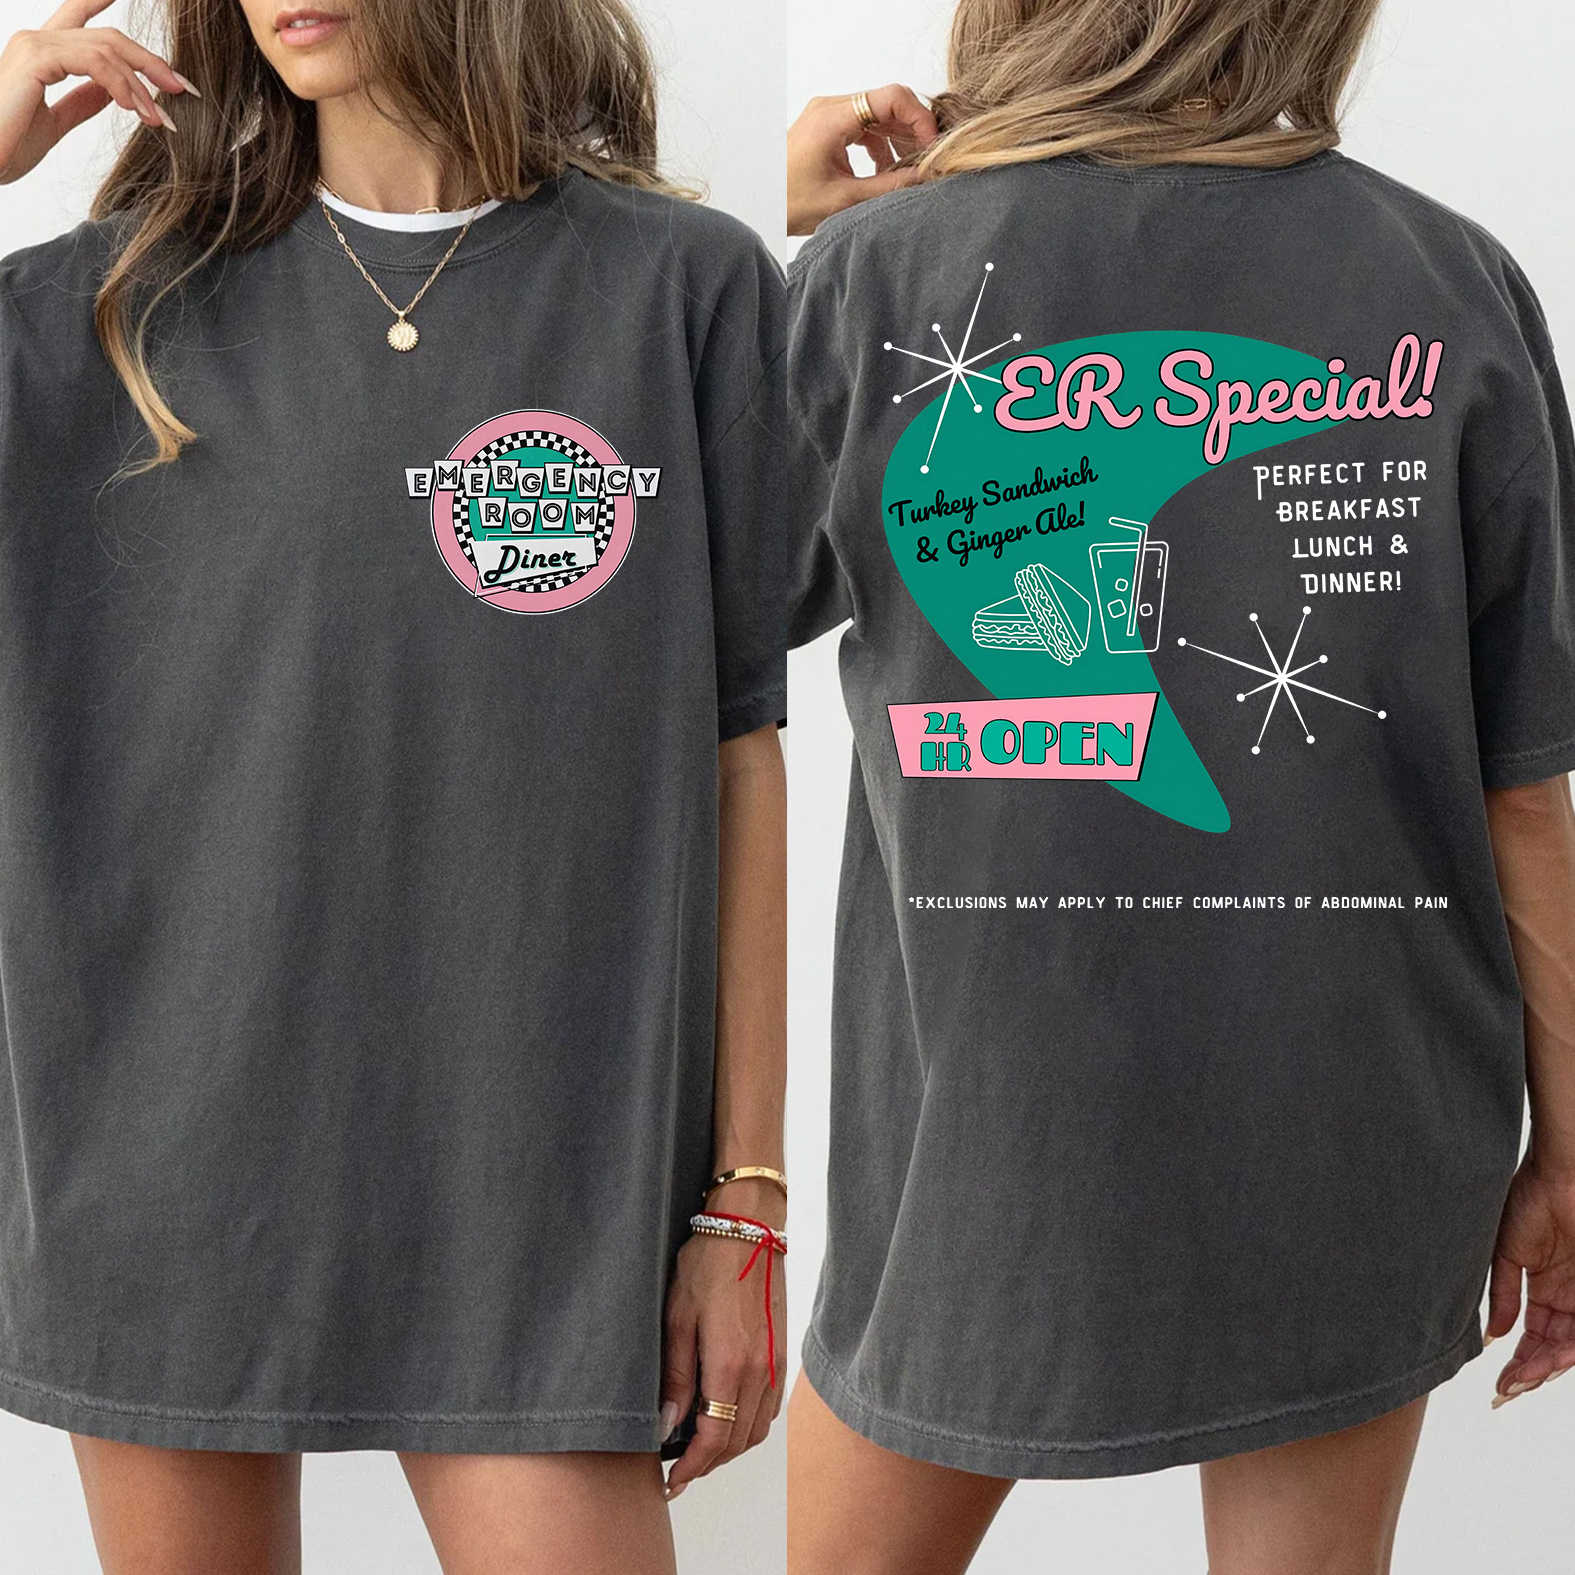 EMERGENCY
ROOM
Diner
ER Special!
Turkey Sandwich
& Ginger Ale!
PERFECT FOR
BREAKFAST
LUNCH &
DINNER!
24
HR
OPEN
*EXCLUSIONS MAY APPLY TO CHIEF COMPLAINTS OF ABDOMINAL PAIN